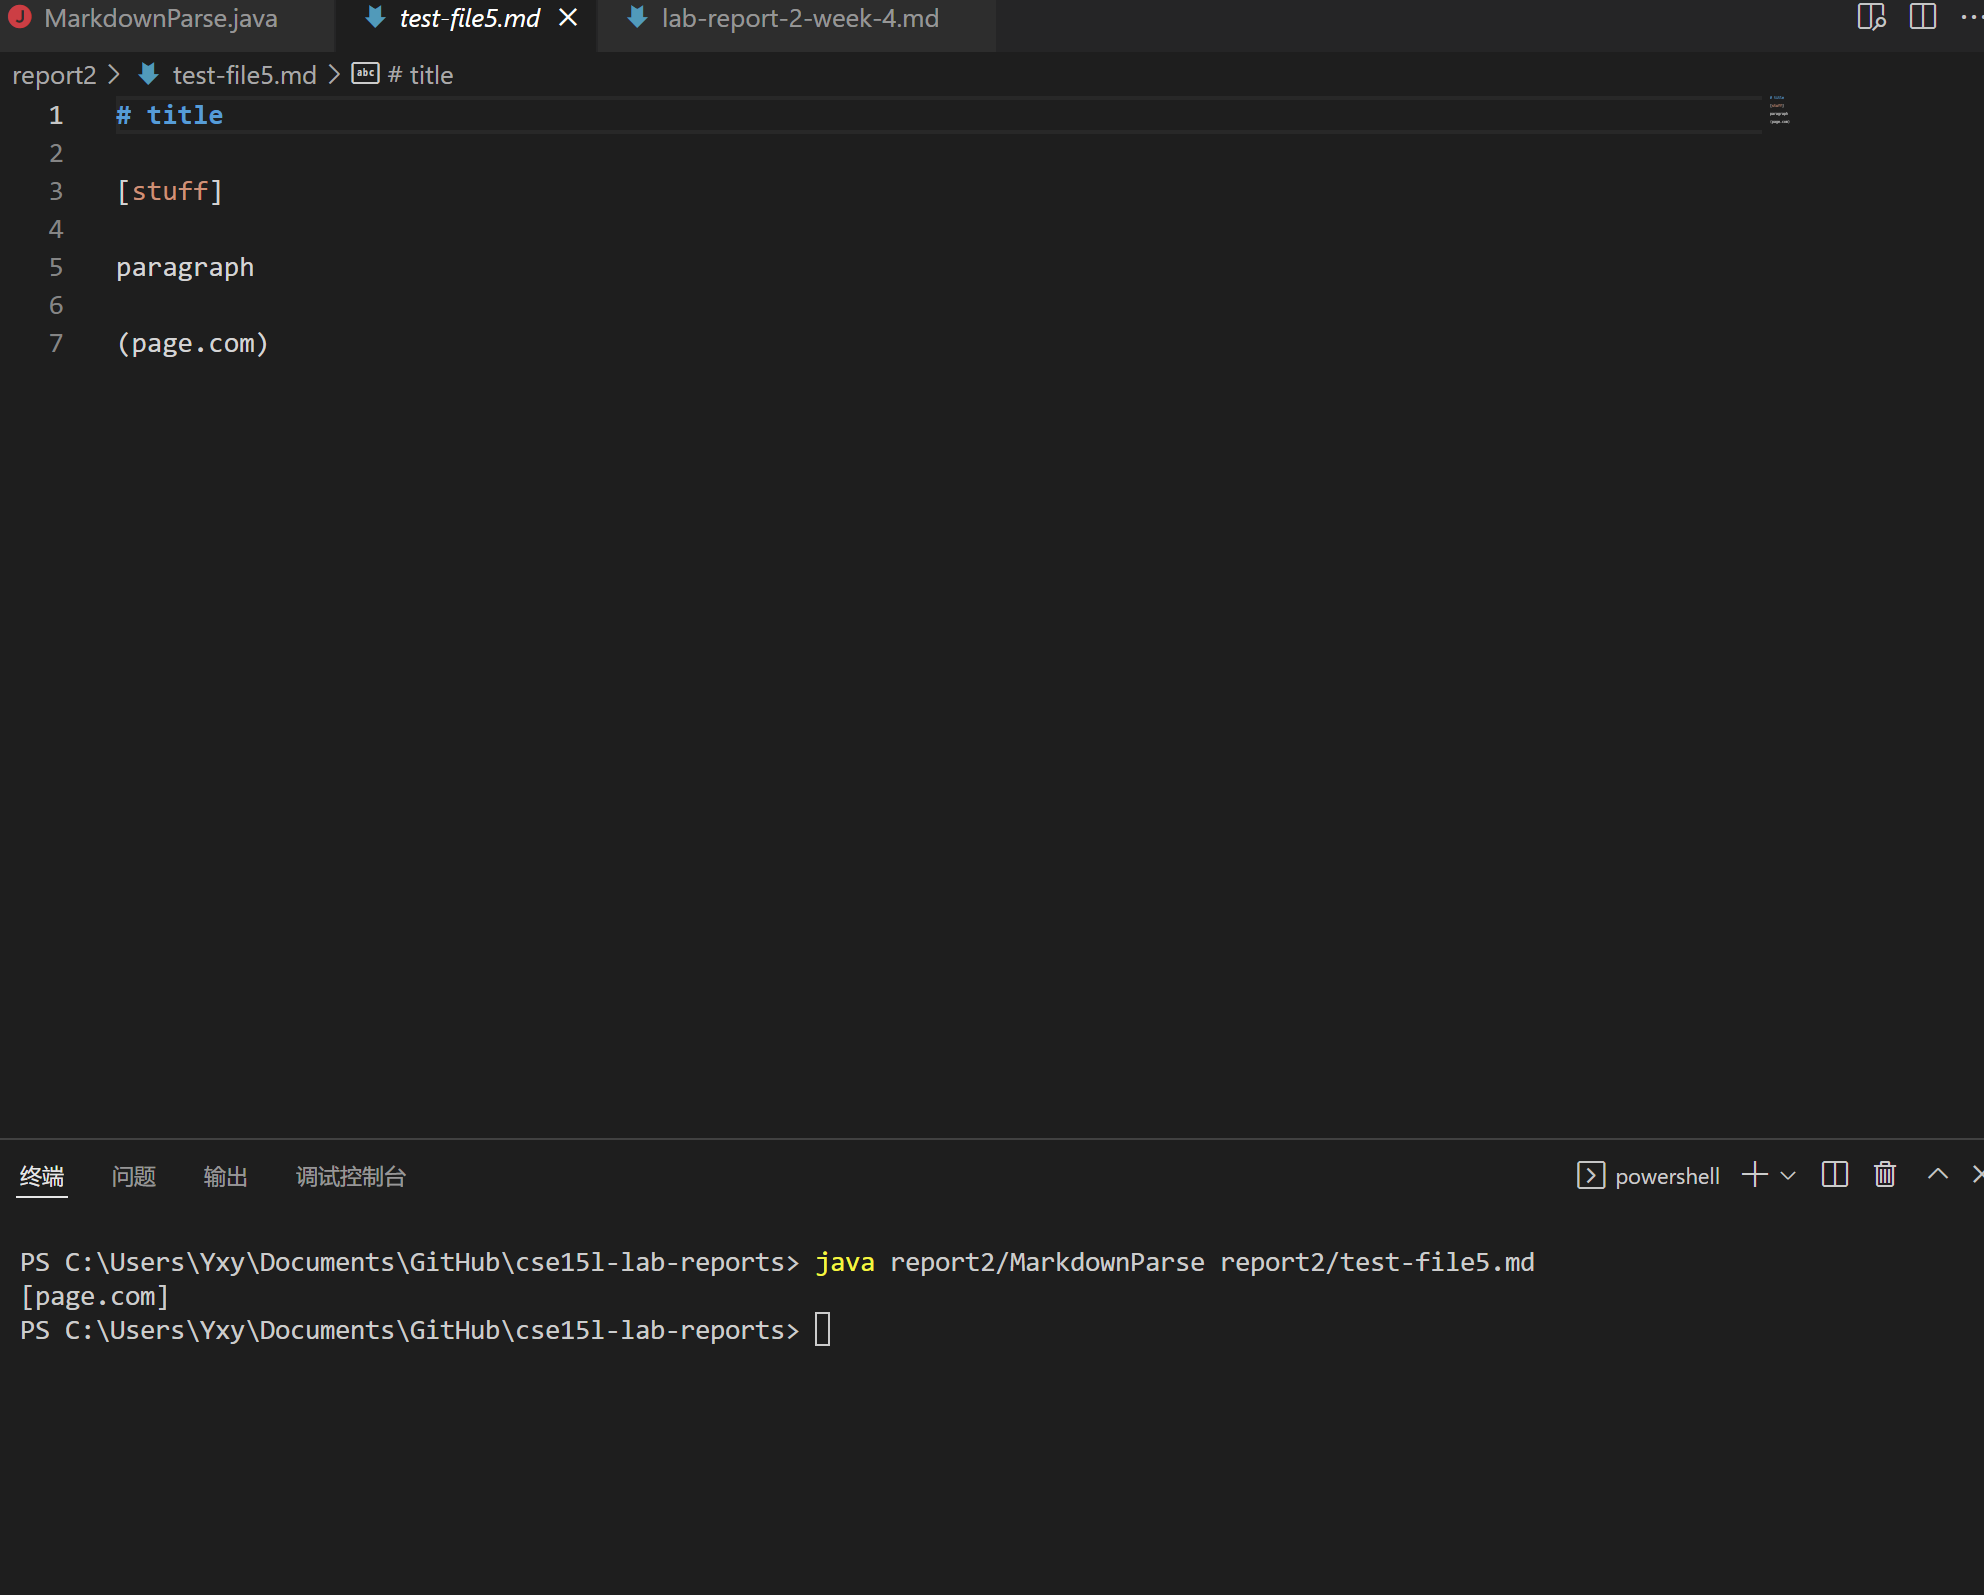 MarkdownParse.java test-file5.md lab-report-2-week-4.md
report2 > test-file5.md > abc # title
1 # title
2
3 [stuff]
4
5 paragraph
6
7 (page.com)
终端 问题 输出 调试控制台 powershell
PS C:\Users\Yxy\Documents\GitHub\cse15l-lab-reports> java report2/MarkdownParse report2/test-file5.md
[page.com]
PS C:\Users\Yxy\Documents\GitHub\cse15l-lab-reports>